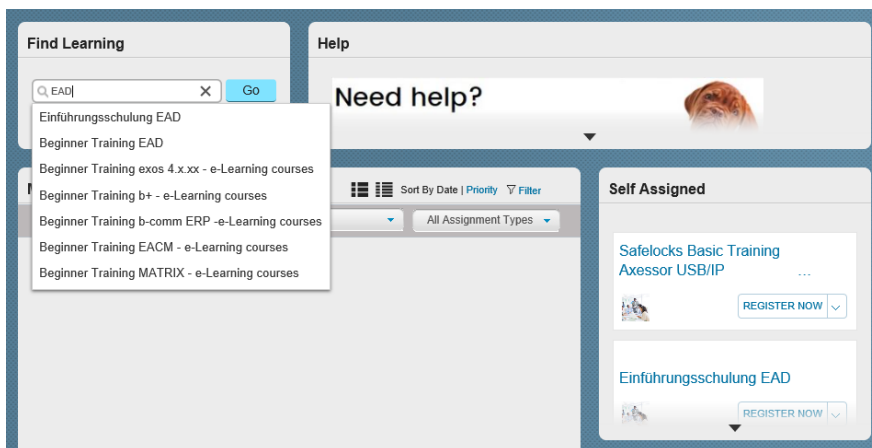 Find Learning
EAD
Go
Einführungsschulung EAD
Beginner Training EAD
Beginner Training exos 4.x.xx - e-Learning courses
Beginner Training b+ - e-Learning courses
Beginner Training b-comm ERP -e-Learning courses
Beginner Training EACM - e-Learning courses
Beginner Training MATRIX - e-Learning courses
Help
Need help?
Sort By Date | Priority Filter
All Assignment Types
Self Assigned
Safelocks Basic Training
Axessor USB/IP ...
REGISTER NOW
Einführungsschulung EAD
REGISTER NOW